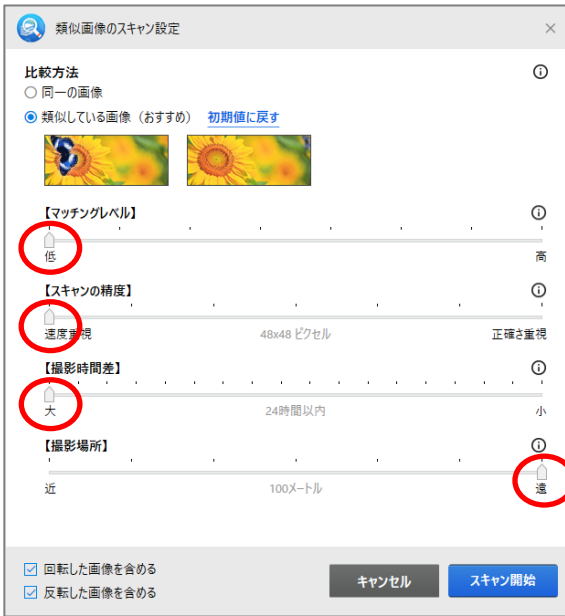 類似画像のスキャン設定
比較方法
同一の画像
類似している画像（おすすめ） 初期値に戻す
【マッチングレベル】
低 高
【スキャンの精度】
速度重視 48x48 ピクセル 正確さ重視
【撮影時間差】
大 24時間以内 小
【撮影場所】
近 100メートル 遠
回転した画像を含める
反転した画像を含める
キャンセル スキャン開始